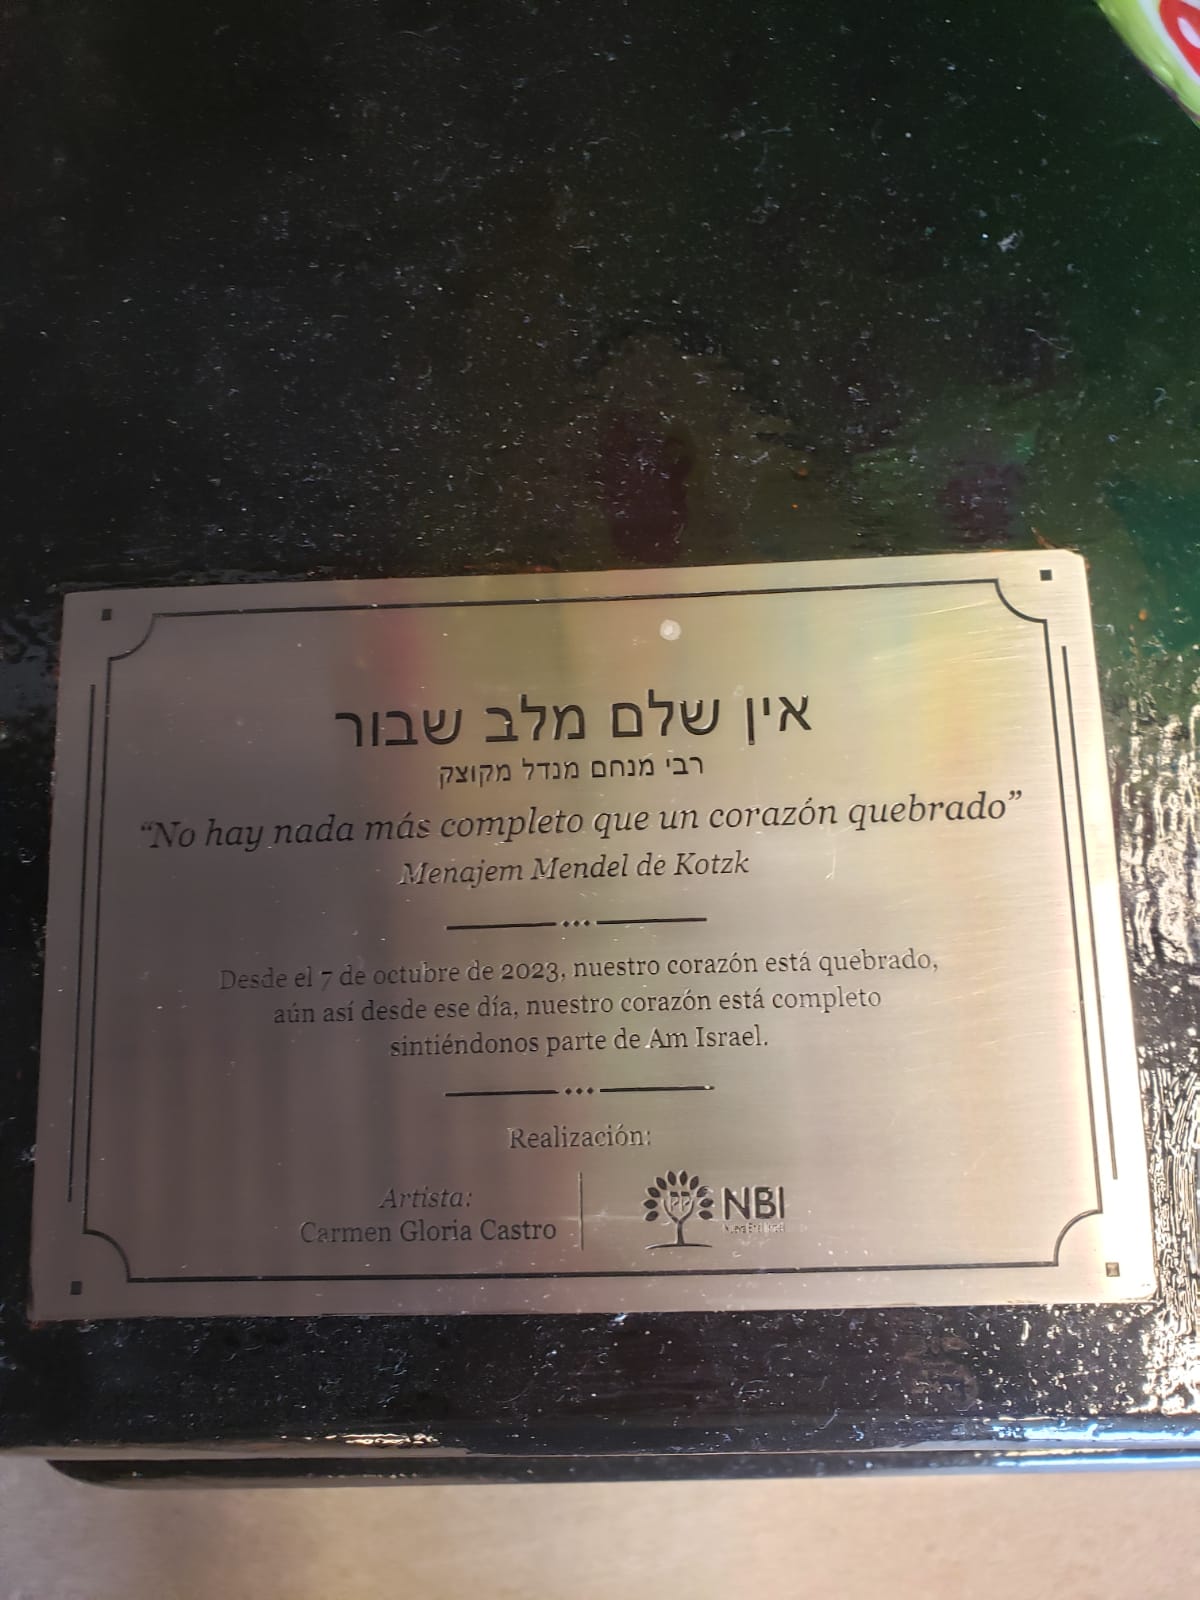 אין שלם מלב שבור
רבי מנחם מנדל מקוצק
“No hay nada más completo que un corazón quebrado”
Menajem Mendel de Kotzk
Desde el 7 de octubre de 2023, nuestro corazón está quebrado,
aún así desde ese día, nuestro corazón está completo
sintiéndonos parte de Am Israel.
Realización:
Artista:
Carmen Gloria Castro
NBI